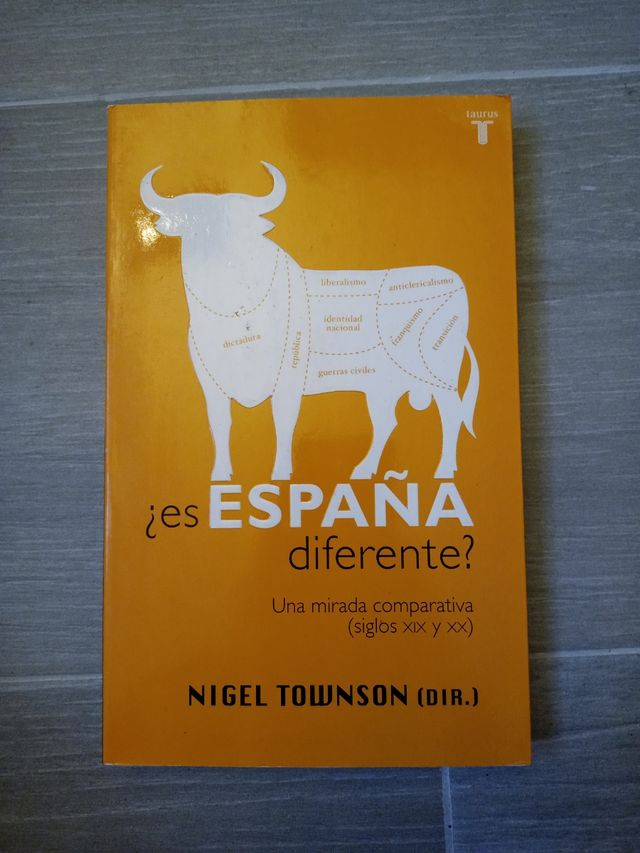 taurus
liberalismo
anticlericalismo
identidad
nacional
franquismo
transición
dictadura
república
guerras civiles
¿es ESPAÑA
diferente?
Una mirada comparativa
(siglos XIX y XX)
NIGEL TOWNSON (DIR.)